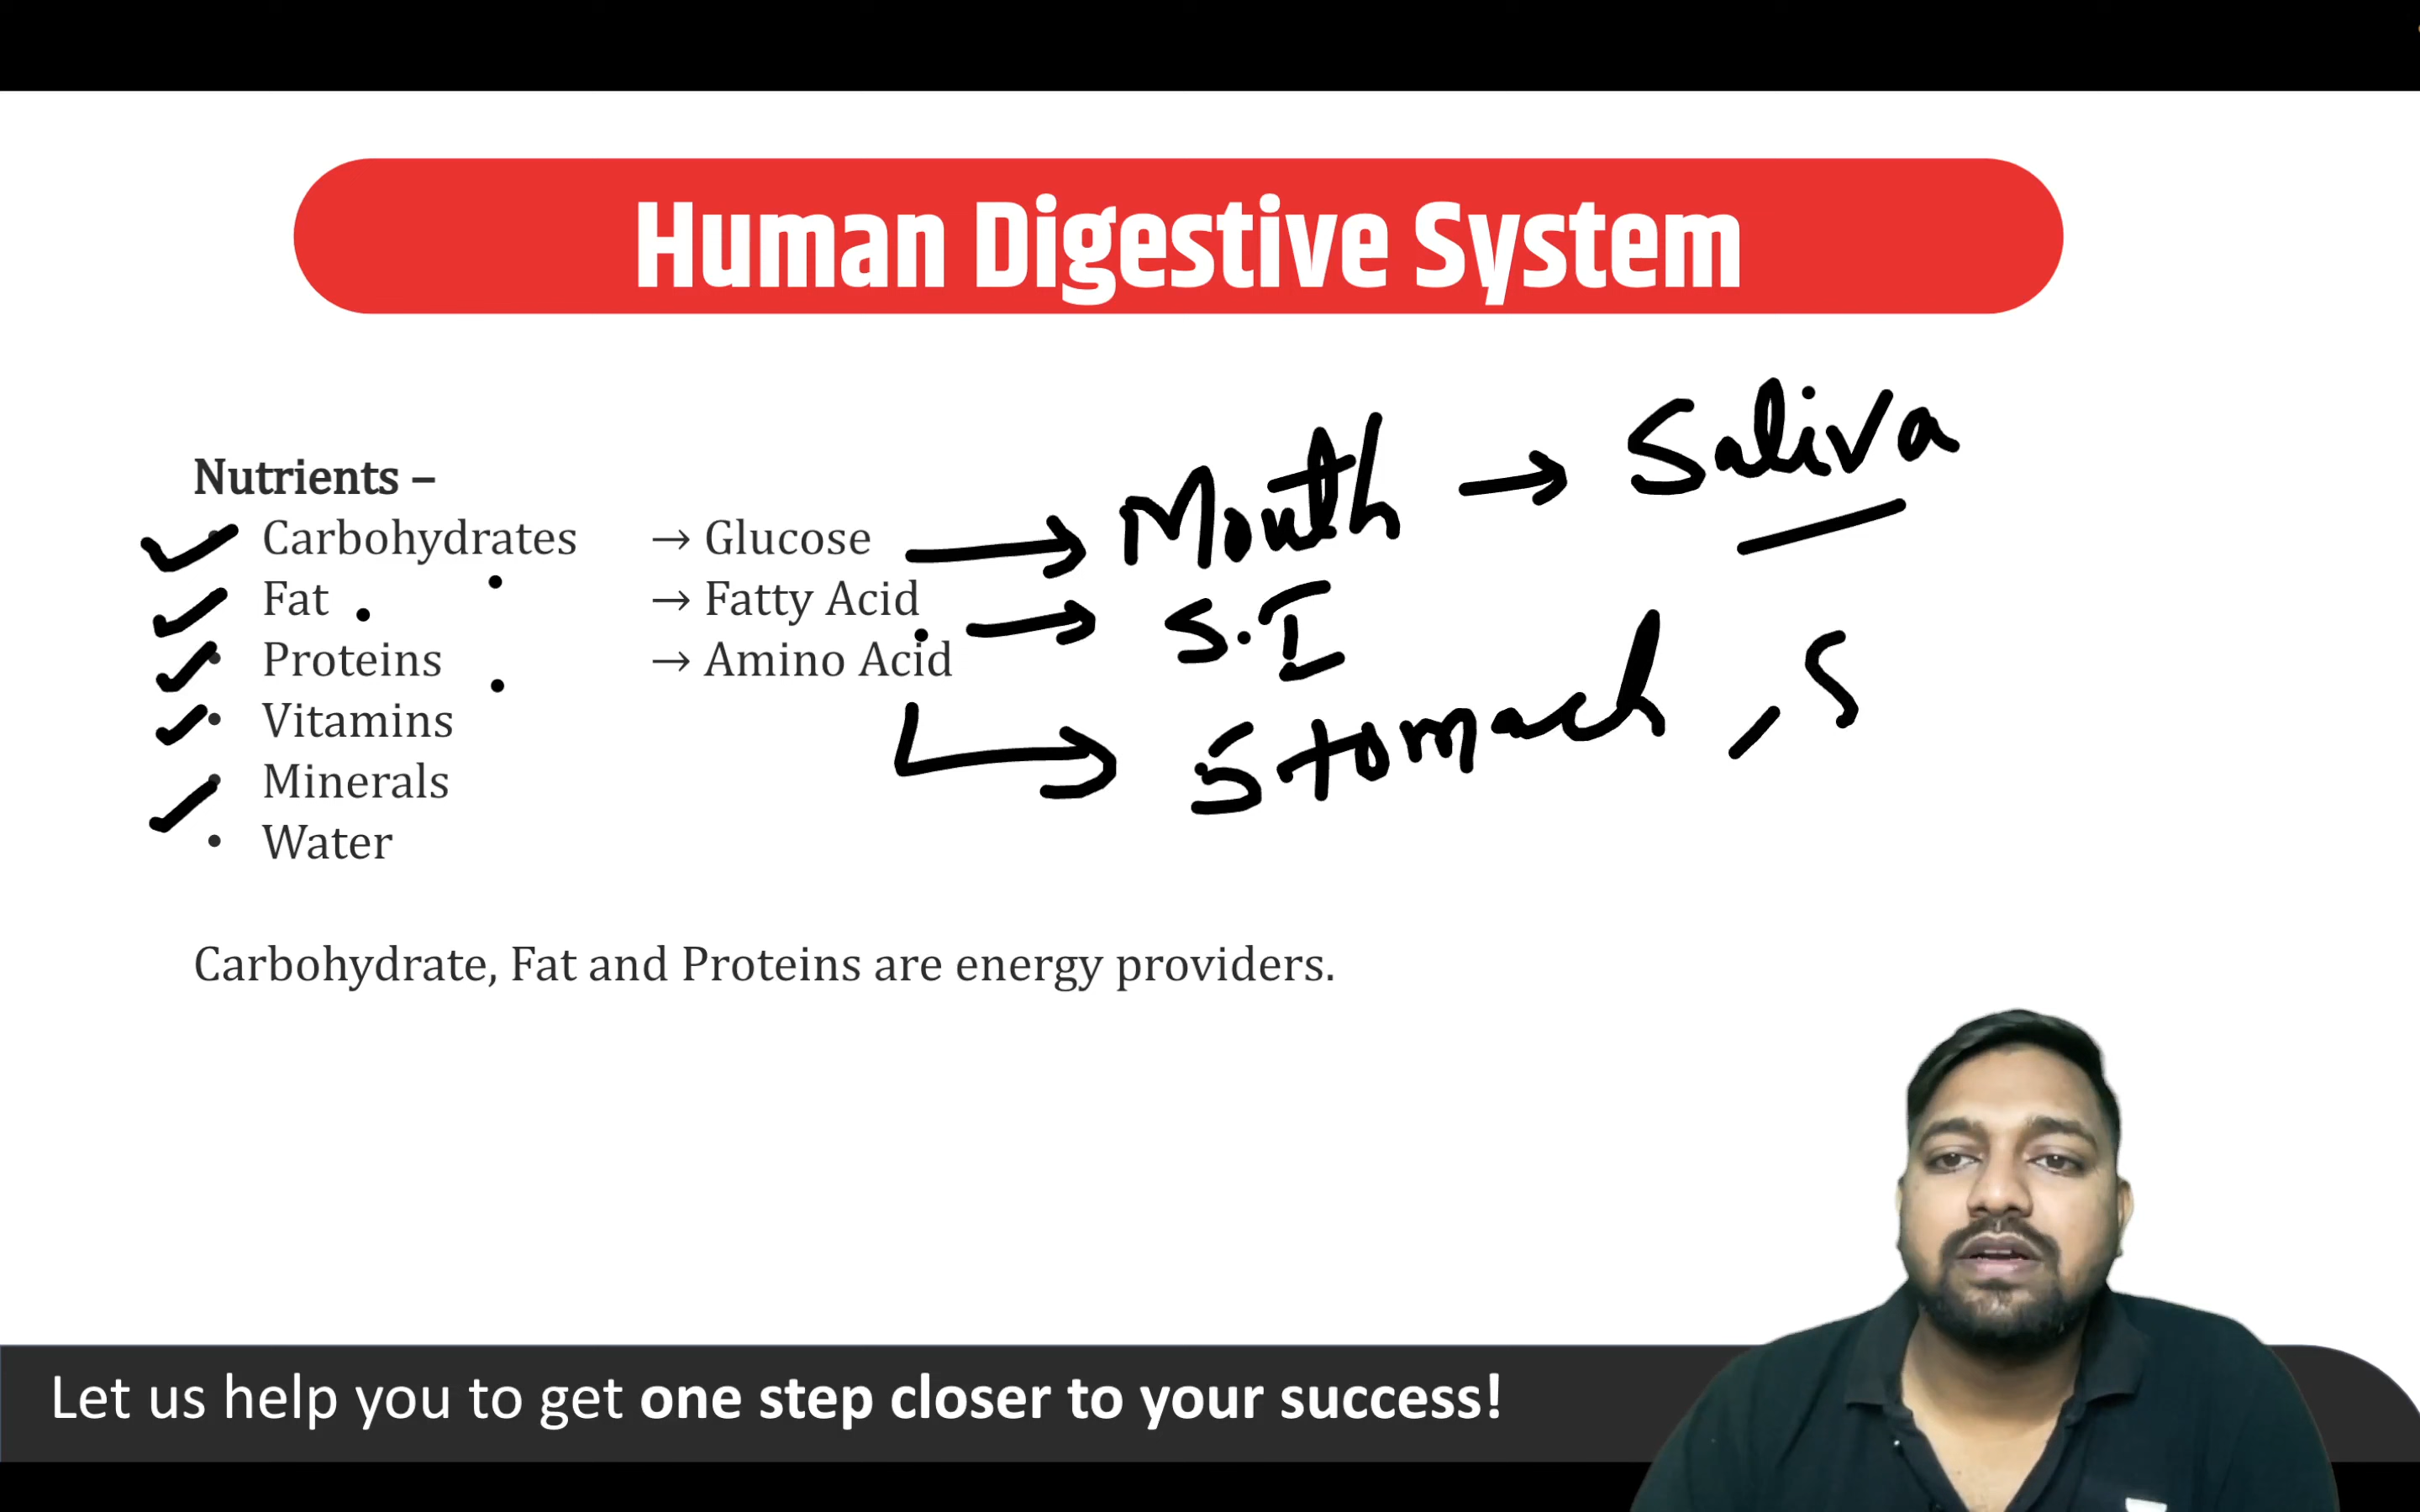 Human Digestive System
Nutrients –
• Carbohydrates → Glucose → Mouth → Saliva
• Fat → Fatty Acid → S.I
• Proteins → Amino Acid → Stomach, S
• Vitamins
• Minerals
• Water
Carbohydrate, Fat and Proteins are energy providers.
Let us help you to get one step closer to your success!